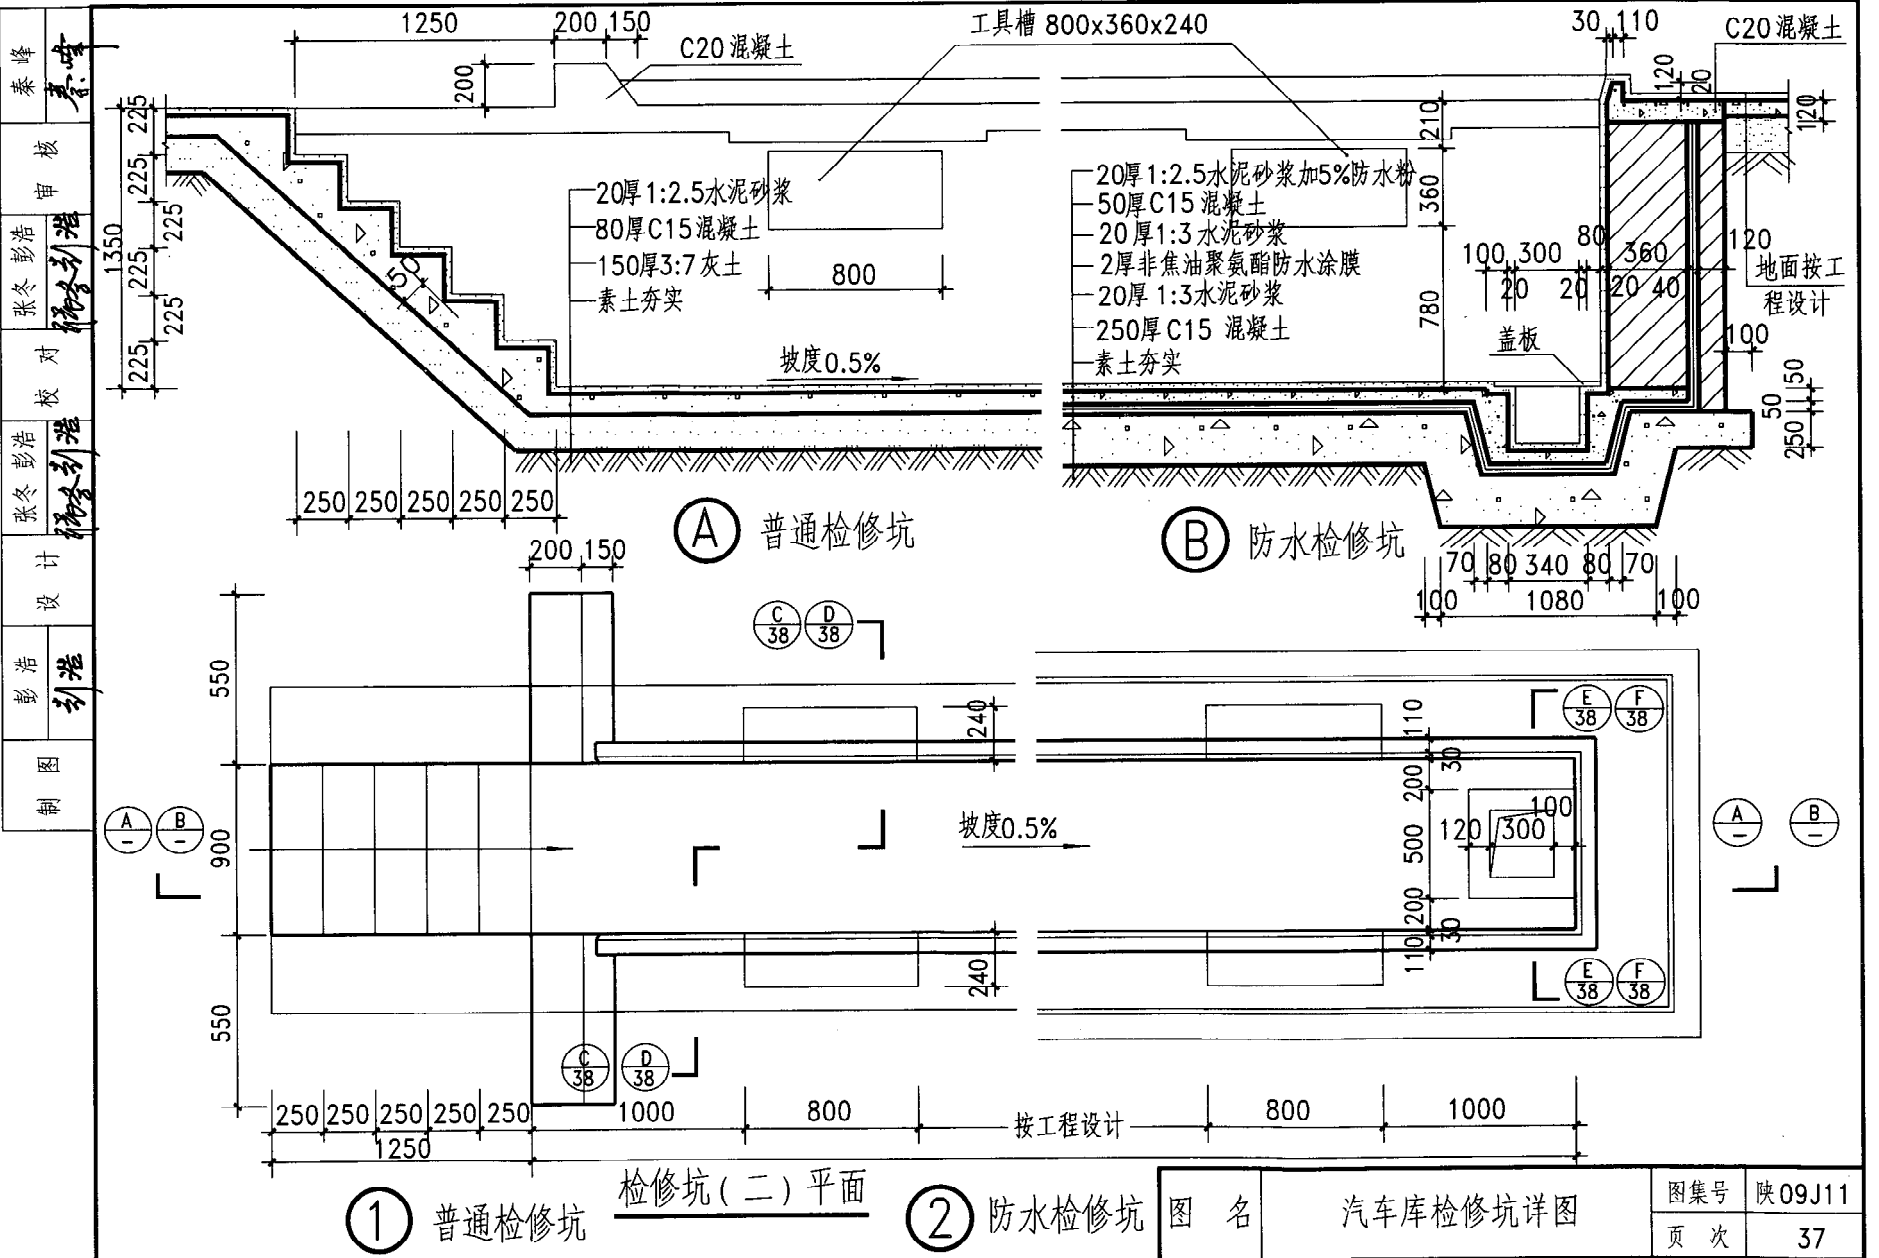 1250
200 150
工具槽 800x360x240
30 110
C20 混凝土
C20 混凝土
200
120
20
120
225
225
225
225
225
225
1350
210
360
780
20厚1:2.5水泥砂浆
80厚C15混凝土
150厚3:7灰土
素土夯实
150
800
坡度0.5%
20厚1:2.5水泥砂浆加5%防水粉
50厚C15 混凝土
20厚1:3水泥砂浆
2厚非焦油聚氨酯防水涂膜
20厚1:3水泥砂浆
250厚C15 混凝土
素土夯实
100 300 80 360 120
20 20 20 40
地面按工
程设计
盖板
100
50
50
250
250 250 250 250 250
A 普通检修坑
B 防水检修坑
70 80 340 80 70
100 1080 100
200 150
C
38
D
38
550
900
550
240
240
110
30
200
500
200
30
110
E
38
F
38
A
–
B
–
坡度0.5%
100
120 300
A
–
B
–
E
38
F
38
C
38
D
38
250 250 250 250 250 1000 800 按工程设计 800 1000
1250
检修坑(二)平面
1 普通检修坑
2 防水检修坑
图 名
汽车库检修坑详图
图集号
陕09J11
页 次
37
秦峰
审 核
张冬 彭浩
校 对
张冬 彭浩
设 计
彭浩
制 图